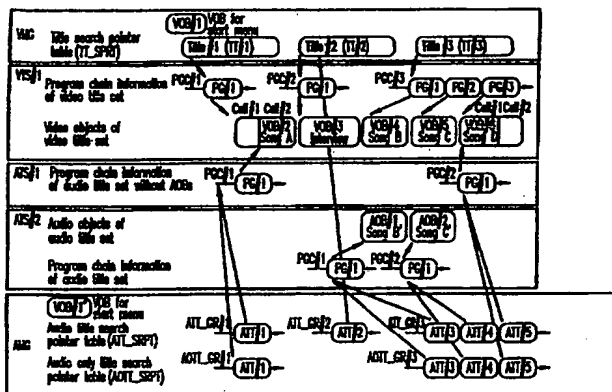 VMG
Title search pointer
table (TT_SRPT)
VOB#1
VOB for
start menu
Title#1 (TT#1)
Title#2 (TT#2)
Title#3 (TT#3)
VTS#1
Program chain information
of video title set
PGC#1
PG#1
PGC#2
PG#1
PGC#3
PG#1
PG#2
PG#3
Video objects of
video title set
Cell#1 Cell#2
VOB#2
Song A
VOB#3
Interview
VOB#4
Song B
VOB#5
Song C
Cell#1 Cell#2
Song D
ATS#1
Program chain information
of audio title set without AOBs
PGC#1
PG#1
PGC#2
PG#1
ATS#2
Audio objects of
audio title set
AOB#1
Song B'
AOB#2
Song C'
Program chain information
of audio title set
PGC#1
PG#1
PGC#2
PG#1
AMG
VOB#1'
VOB for
start menu
Audio title search
pointer table (ATT_SRPT)
ATT_GR#1
ATT#1
ATT_GR#2
ATT#2
ATT_GR#3
ATT#3
ATT#4
ATT#5
Audio only title search
pointer table (AOTT_SRPT)
AOTT_GR#1
ATT#1
AOTT_GR#3
ATT#3
ATT#4
ATT#5